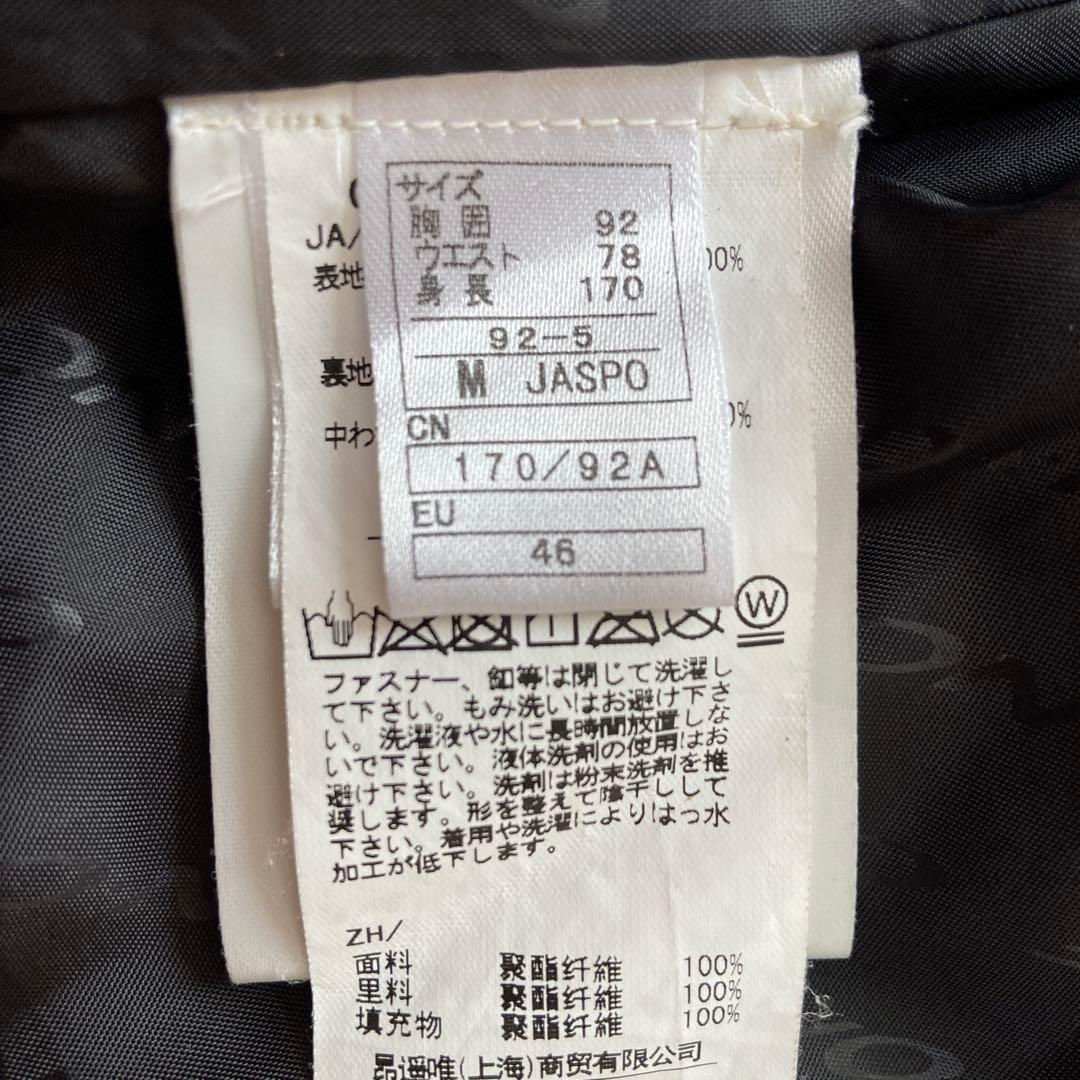 サイズ
胸囲 92
ウエスト 78
身長 170
92-5
M JASPO
CN
170/92A
EU
46
JA/
表地 00%
裏地
中わ 0%
W
ファスナー、釦等は閉じて洗濯し
て下さい。もみ洗いはお避け下さ
い。洗濯液や水に長時間放置しな
いで下さい。液体洗剤の使用はお
避け下さい。洗剤は粉末洗剤を推
奨します。形を整えて陰干しして
下さい。着用や洗濯によりはっ水
加工が低下します。
ZH/
面料 聚酯纤维 100%
里料 聚酯纤维 100%
填充物 聚酯纤维 100%
昂遥唯(上海)商贸有限公司